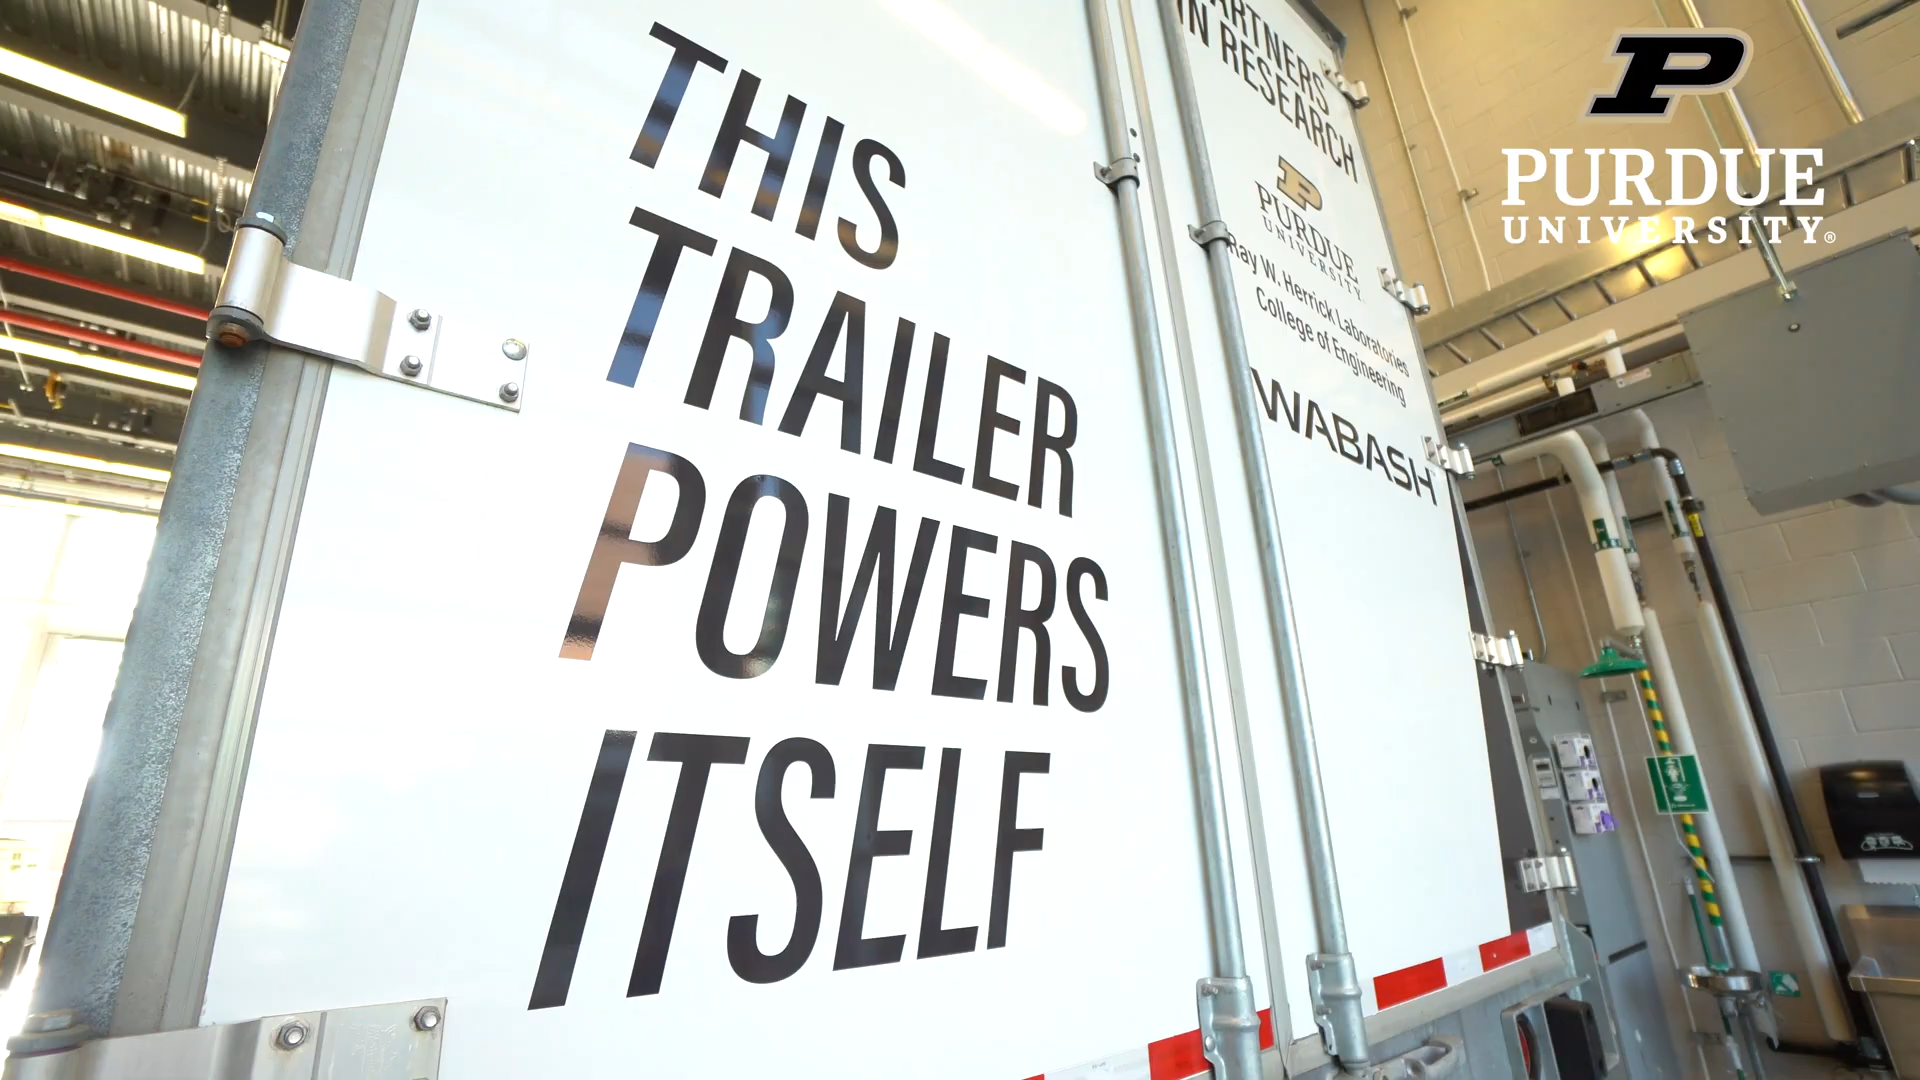 THIS
TRAILER
POWERS
ITSELF
PARTNERS
IN RESEARCH
PURDUE
UNIVERSITY
Ray W. Herrick Laboratories
College of Engineering
WABASH
P
PURDUE
UNIVERSITY®